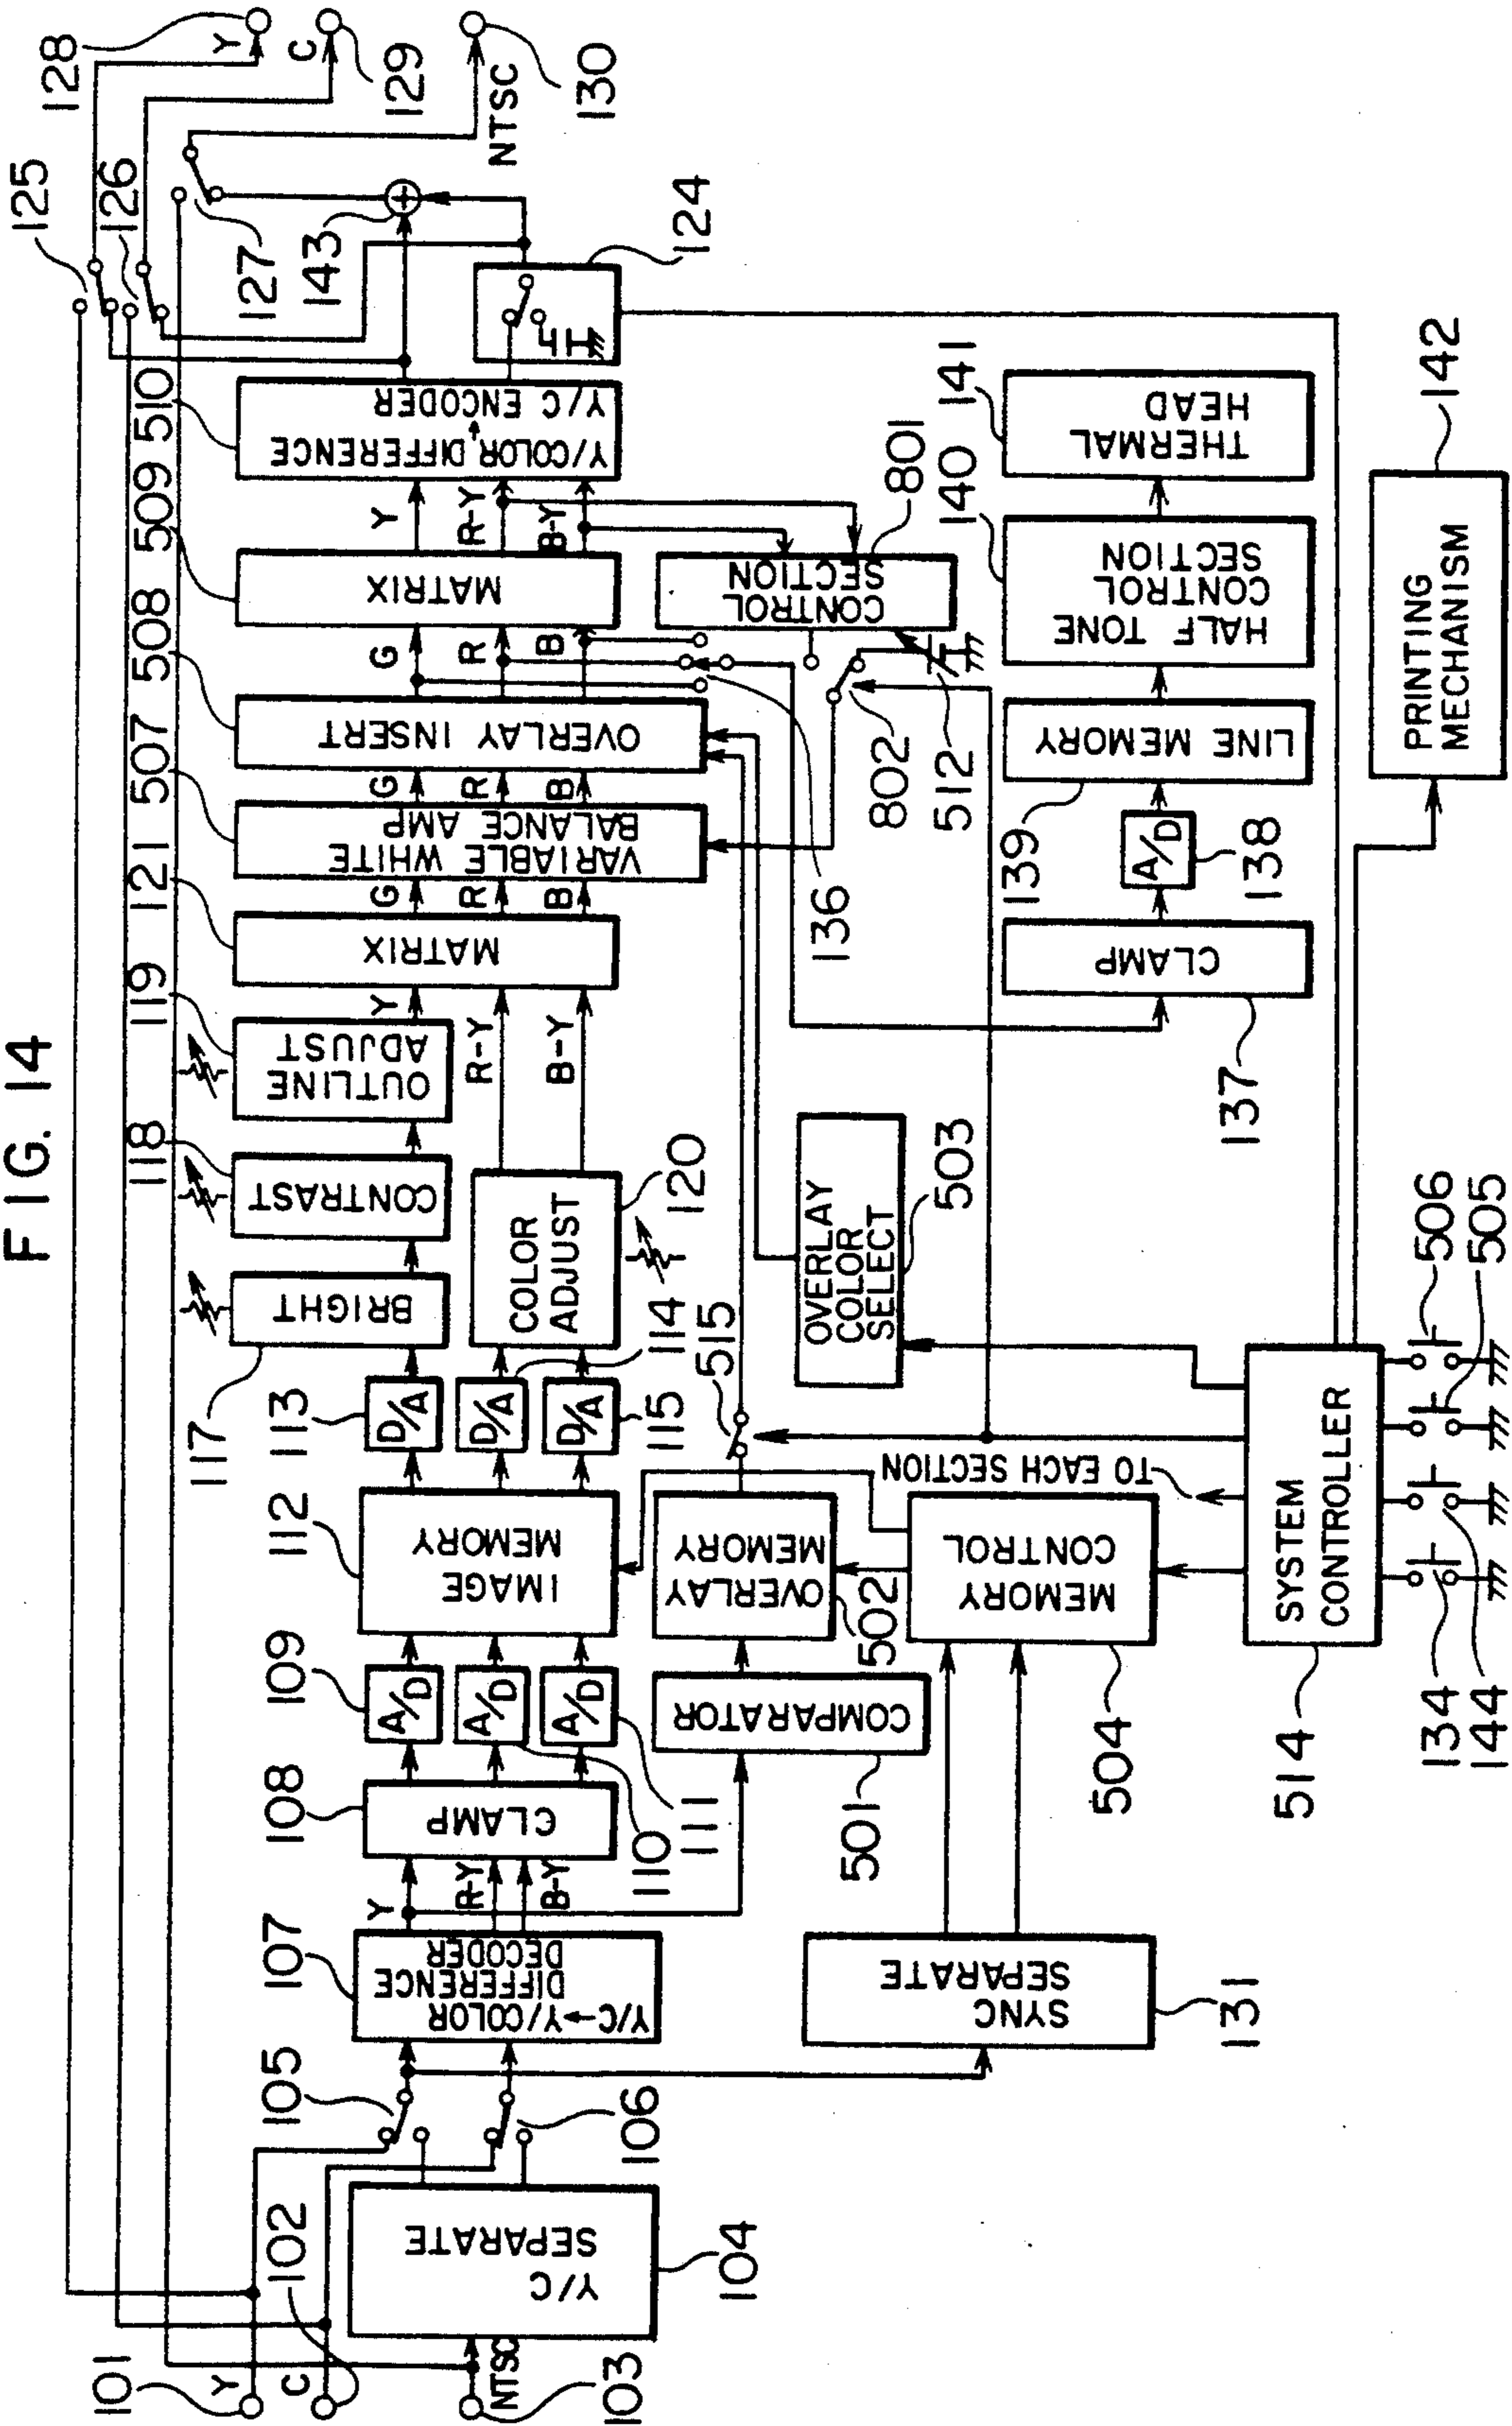 FIG. 14
101
Y
C
102
103
NTSC
Y/C
SEPARATE
104
105
106
107
Y/C→Y/COLOR
DIFFERENCE
DECODER
Y
R-Y
B-Y
108
CLAMP
109
A/D
A/D
A/D
110
111
112
IMAGE
MEMORY
113
D/A
D/A
D/A
114
115
117
BRIGHT
118
CONTRAST
119
OUTLINE
ADJUST
Y
COLOR
ADJUST
120
R-Y
B-Y
121
MATRIX
G
R
B
507
VARIABLE WHITE
BALANCE AMP
G
R
B
508
OVERLAY INSERT
G
R
B
509
MATRIX
Y
R-Y
B-Y
510
Y/COLOR DIFFERENCE
→
Y/C ENCODER
124
125
126
127
143
128
Y
C
129
NTSC
130
131
SYNC
SEPARATE
COMPARATOR
501
OVERLAY
MEMORY
502
MEMORY
CONTROL
504
515
OVERLAY
COLOR
SELECT
503
TO EACH SECTION
SYSTEM
CONTROLLER
514
134
144
505
506
136
802
512
CONTROL
SECTION
801
CLAMP
137
A/D
138
LINE MEMORY
139
HALF TONE
CONTROL
SECTION
140
THERMAL
HEAD
141
PRINTING
MECHANISM
142